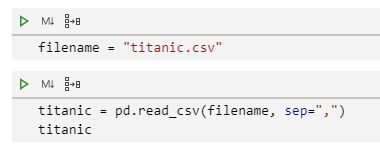 M↓
filename = "titanic.csv"
M↓
titanic = pd.read_csv(filename, sep=",")
titanic